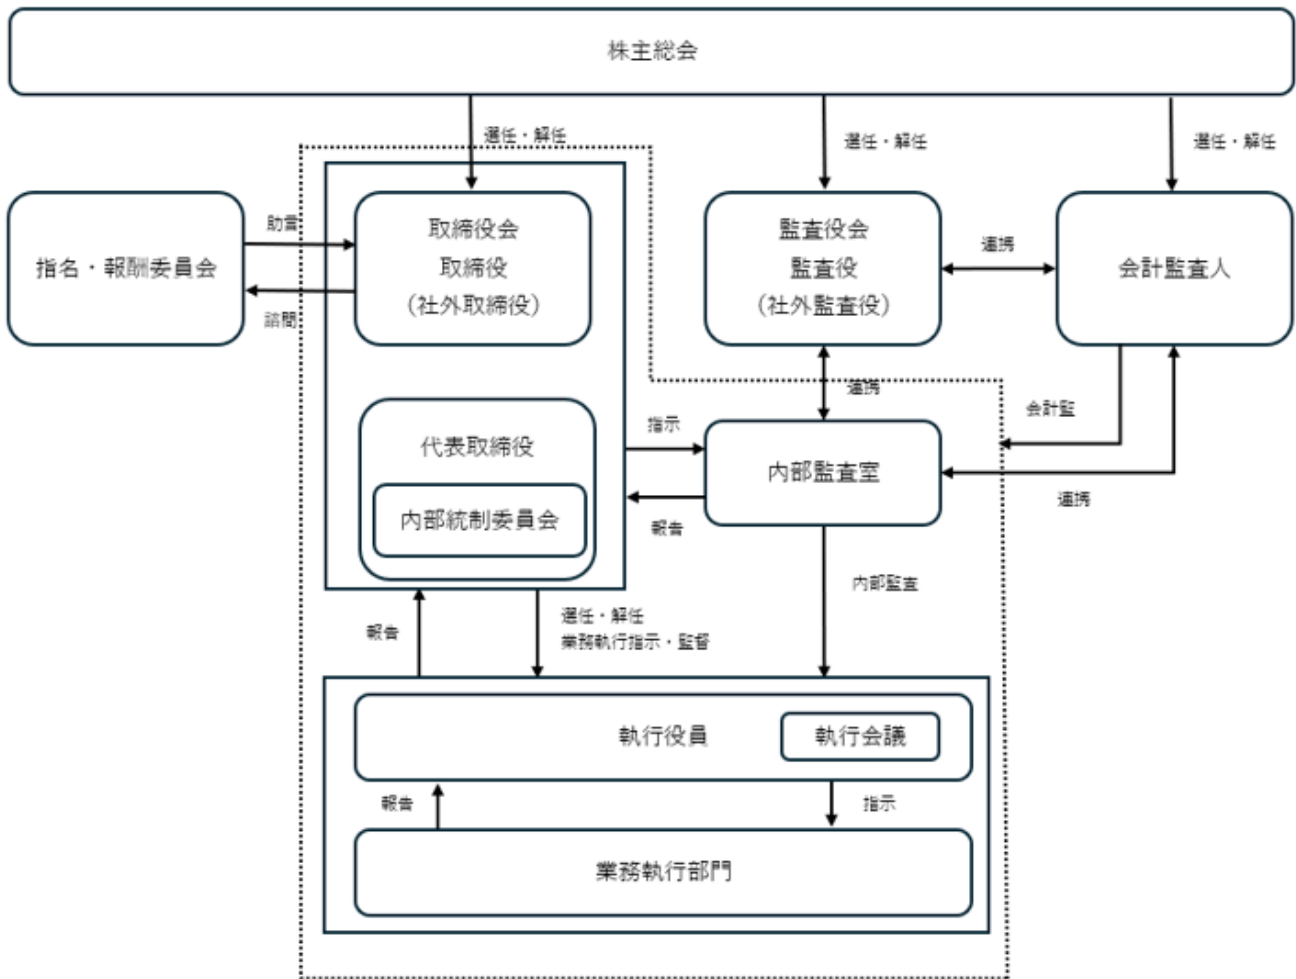 株主総会
選任・解任
選任・解任
選任・解任
指名・報酬委員会
助言
諮問
取締役会
取締役
(社外取締役)
監査役会
監査役
(社外監査役)
連携
会計監査人
連携
会計監
連携
代表取締役
内部統制委員会
指示
報告
内部監査室
内部監査
報告
選任・解任
業務執行指示・監督
執行役員
執行会議
報告
指示
業務執行部門